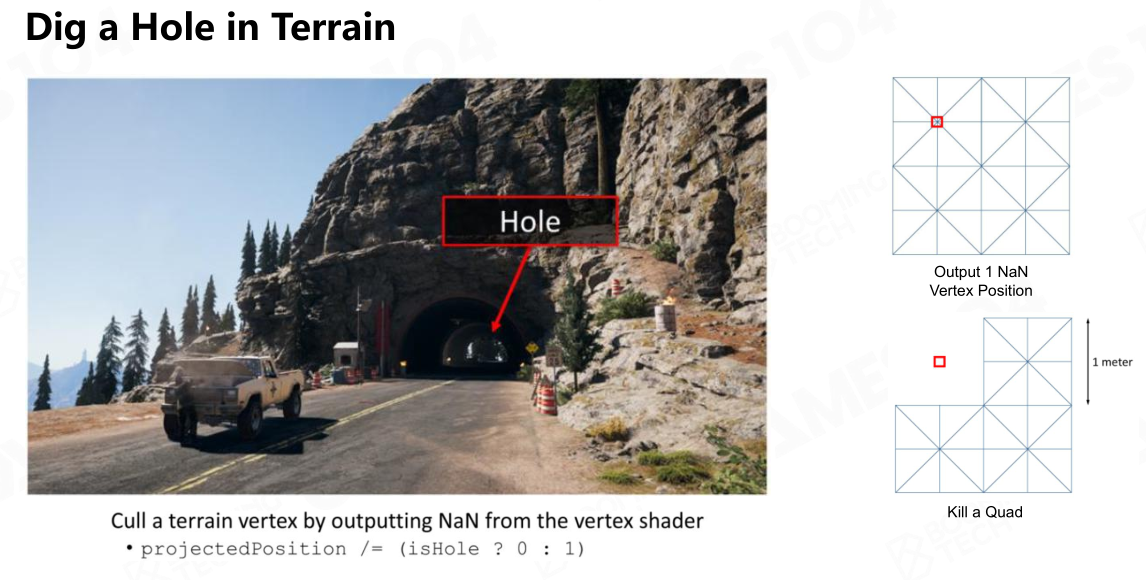 Dig a Hole in Terrain
Hole
Output 1 NaN
Vertex Position
1 meter
Kill a Quad
Cull a terrain vertex by outputting NaN from the vertex shader
• projectedPosition /= (isHole ? 0 : 1)